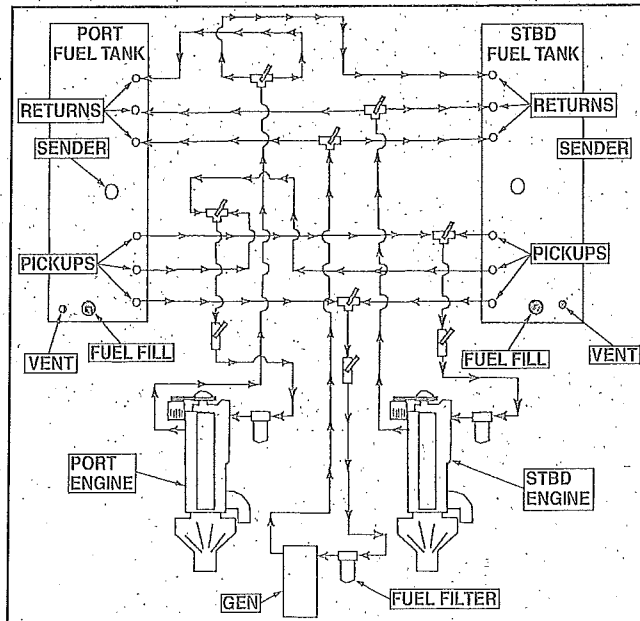 PORT
FUEL TANK
STBD
FUEL TANK
RETURNS
RETURNS
SENDER
SENDER
PICKUPS
PICKUPS
VENT
FUEL FILL
FUEL FILL
VENT
PORT
ENGINE
STBD
ENGINE
GEN
FUEL FILTER